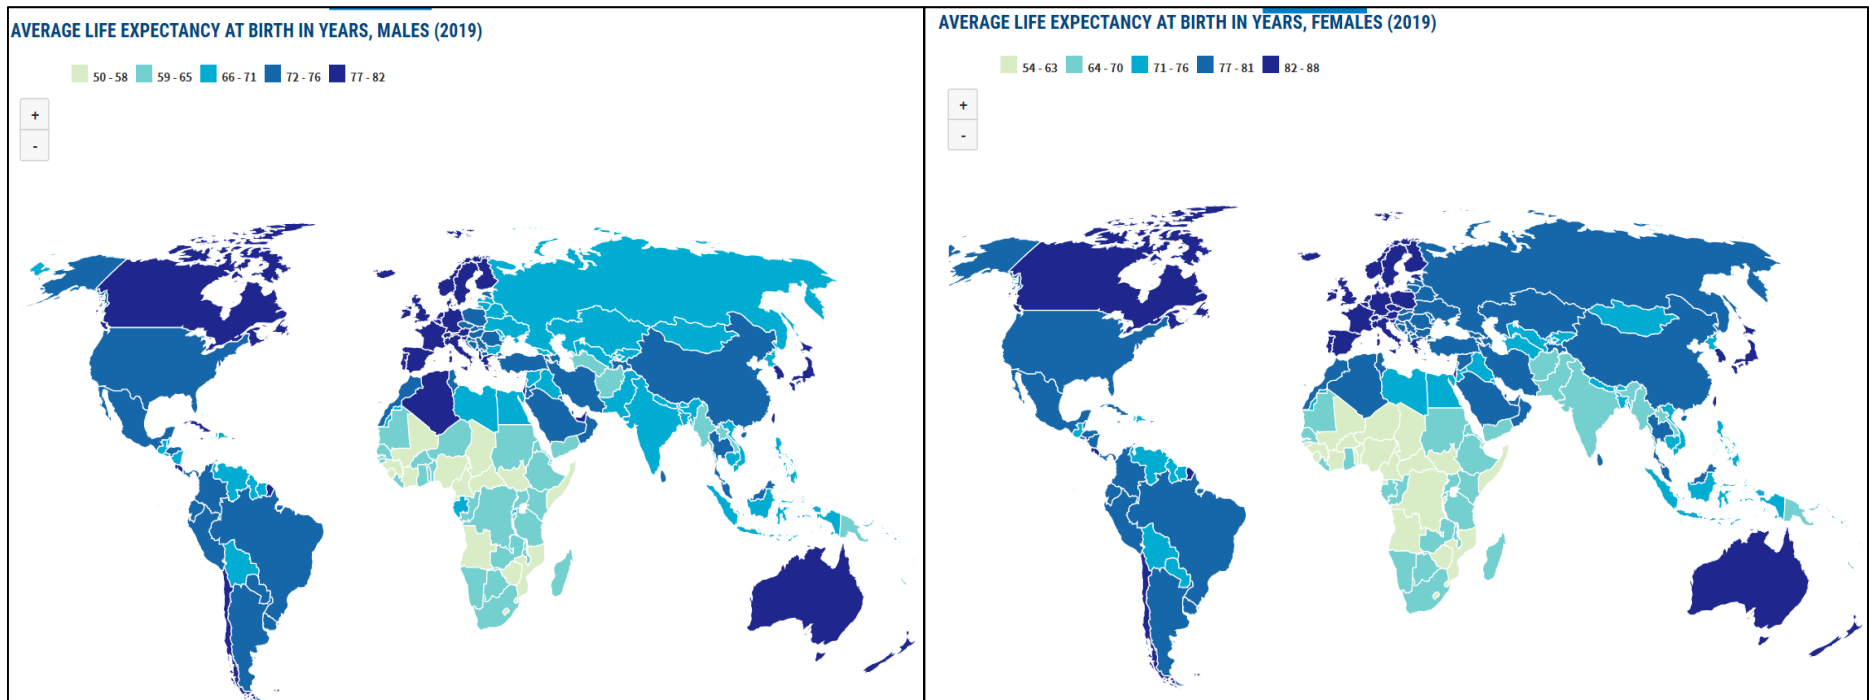 AVERAGE LIFE EXPECTANCY AT BIRTH IN YEARS, MALES (2019)
50 - 58 59 - 65 66 - 71 72 - 76 77 - 82
+
-
AVERAGE LIFE EXPECTANCY AT BIRTH IN YEARS, FEMALES (2019)
54 - 63 64 - 70 71 - 76 77 - 81 82 - 88
+
-